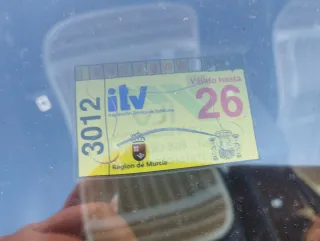 3012
itv
Válido hasta
26
Región de Murcia